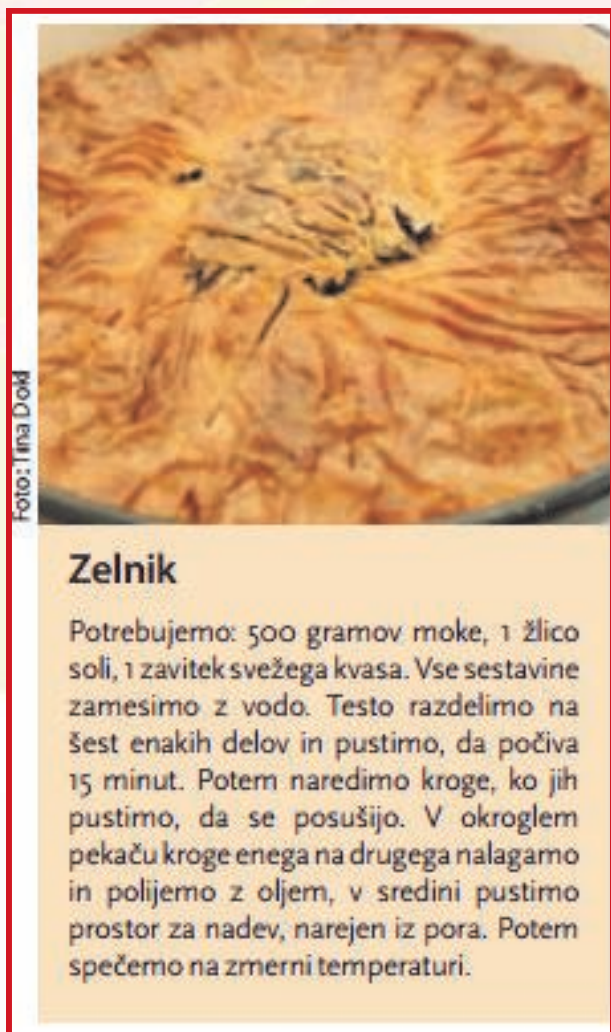 Foto: Tina Dokl
Zelnik
Potrebujemo: 500 gramov moke, 1 žlico
soli, 1 zavitek svežega kvasa. Vse sestavine
zamesimo z vodo. Testo razdelimo na
šest enakih delov in pustimo, da počiva
15 minut. Potem naredimo kroge, ko jih
pustimo, da se posušijo. V okroglem
pekaču kroge enega na drugega nalagamo
in polijemo z oljem, v sredini pustimo
prostor za nadev, narejen iz pora. Potem
spečemo na zmerni temperaturi.